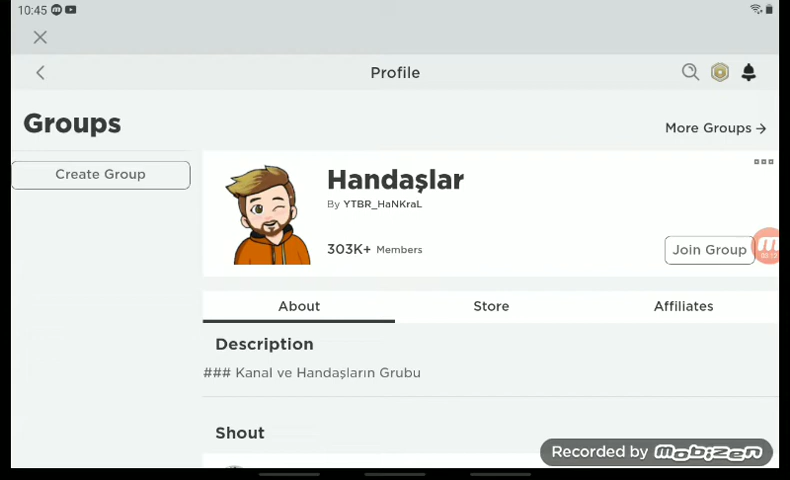 10:45
Profile
Groups
More Groups →
Create Group
Handaşlar
By YTBR_HaNKraL
303K+ Members
Join Group
About
Store
Affiliates
Description
### Kanal ve Handaşların Grubu
Shout
Recorded by mobizen